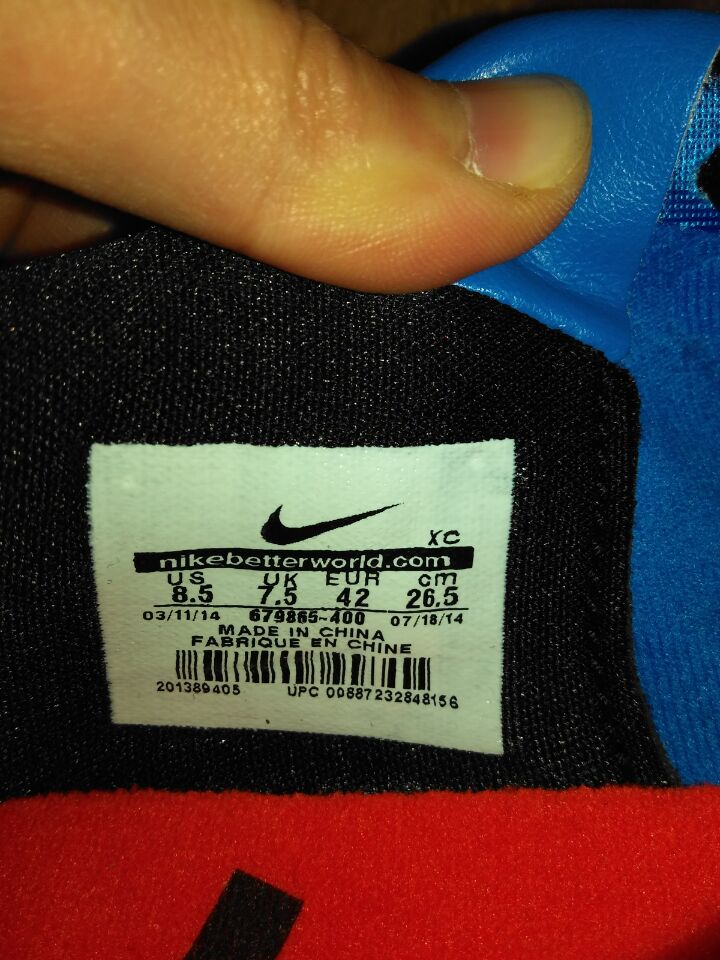 XC
nikebetterworld.com
US UK EUR cm
8.5 7.5 42 26.5
03/11/14 679865-400 07/18/14
MADE IN CHINA
FABRIQUE EN CHINE
201389405 UPC 00887232848156